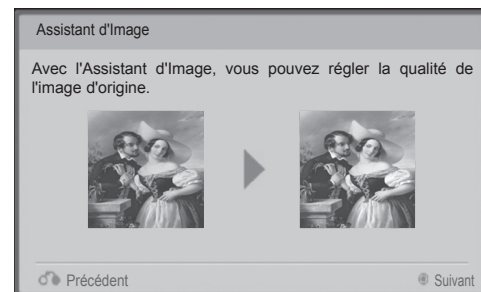 Assistant d'Image
Avec l'Assistant d'Image, vous pouvez régler la qualité de
l'image d'origine.
Précédent
Suivant